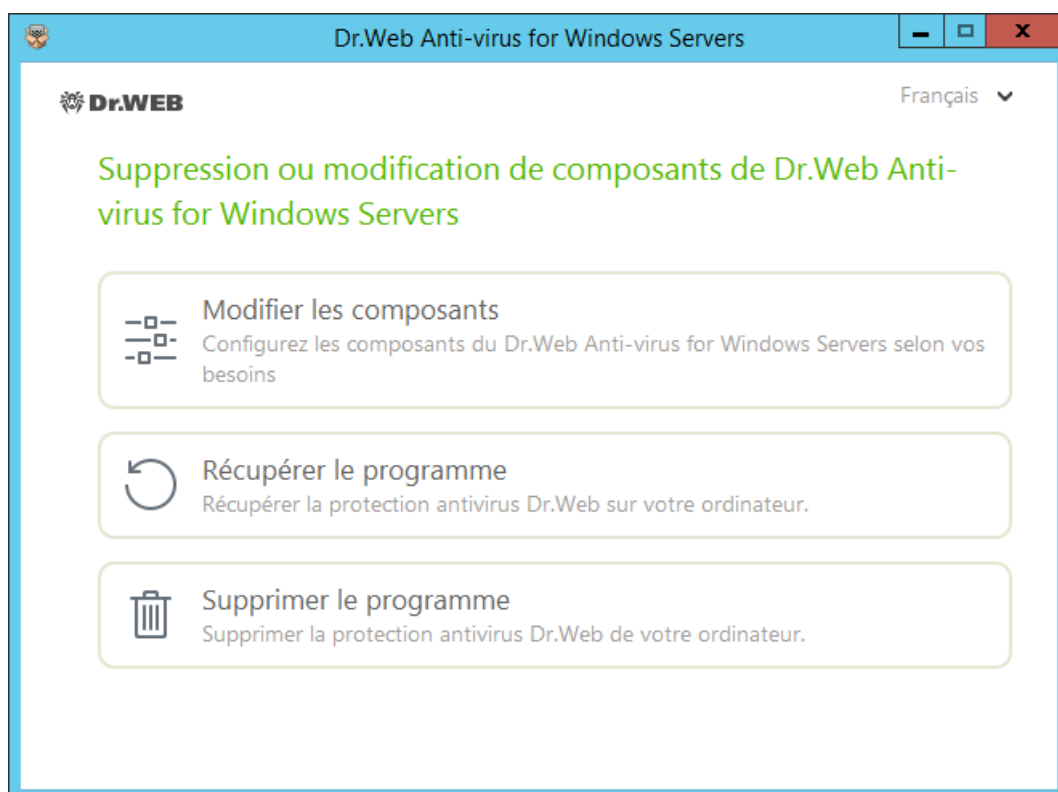 Dr.Web Anti-virus for Windows Servers
Dr.WEB
Français
Suppression ou modification de composants de Dr.Web Anti-
virus for Windows Servers
Modifier les composants
Configurez les composants du Dr.Web Anti-virus for Windows Servers selon vos
besoins
Récupérer le programme
Récupérer la protection antivirus Dr.Web sur votre ordinateur.
Supprimer le programme
Supprimer la protection antivirus Dr.Web de votre ordinateur.